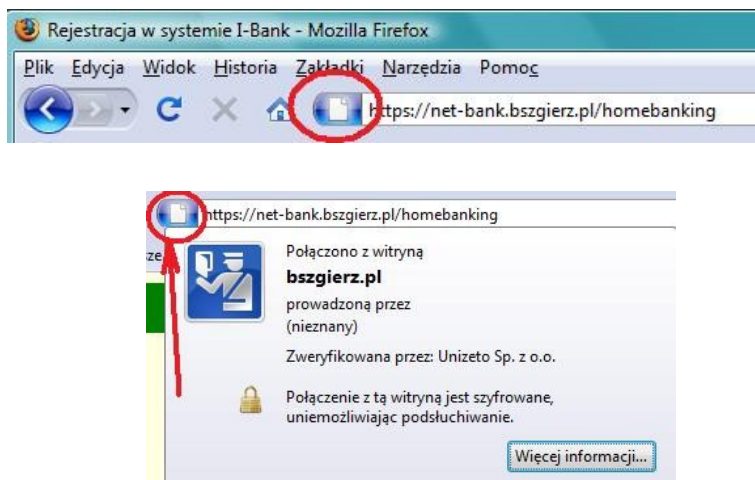 Rejestracja w systemie I-Bank - Mozilla Firefox
Plik Edycja Widok Historia Zakładki Narzędzia Pomoc
https://net-bank.bszgierz.pl/homebanking
https://net-bank.bszgierz.pl/homebanking
Połączono z witryną
bszgierz.pl
prowadzoną przez
(nieznany)
Zweryfikowana przez: Unizeto Sp. z o.o.
Połączenie z tą witryną jest szyfrowane,
uniemożliwiając podsłuchiwanie.
Więcej informacji...